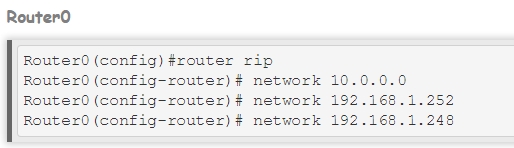 Router0
Router0(config)#router rip
Router0(config-router)# network 10.0.0.0
Router0(config-router)# network 192.168.1.252
Router0(config-router)# network 192.168.1.248